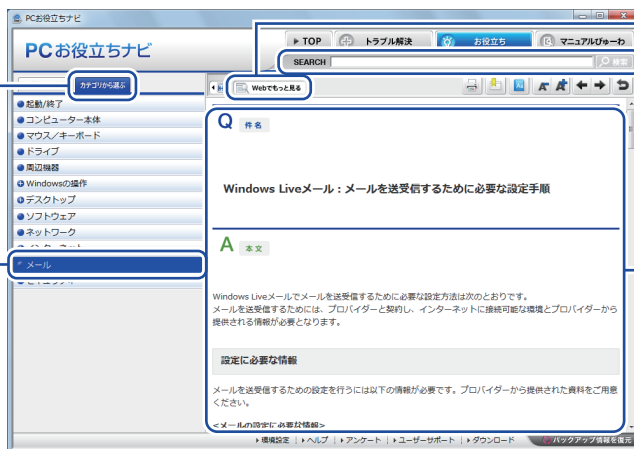 PCお役立ちナビ
PCお役立ちナビ
TOP
トラブル解決
お役立ち
マニュアルびゅーわ
SEARCH
検索
カテゴリから選ぶ
Webでもっと見る
起動/終了
コンピューター本体
マウス/キーボード
ドライブ
周辺機器
Windowsの操作
デスクトップ
ソフトウェア
ネットワーク
メール
Q 件名
Windows Liveメール：メールを送受信するために必要な設定手順
A 本文
Windows Liveメールでメールを送受信するために必要な設定方法は次のとおりです。
メールを送受信するためには、プロバイダーと契約し、インターネットに接続可能な環境とプロバイダーから
提供される情報が必要となります。
設定に必要な情報
メールを送受信するための設定を行うには以下の情報が必要です。プロバイダーから提供された資料をご用意
ください。
<メールの設定に必要な情報>
環境設定 | ヘルプ | アンケート | ユーザーサポート | ダウンロード
バックアップ情報を復元